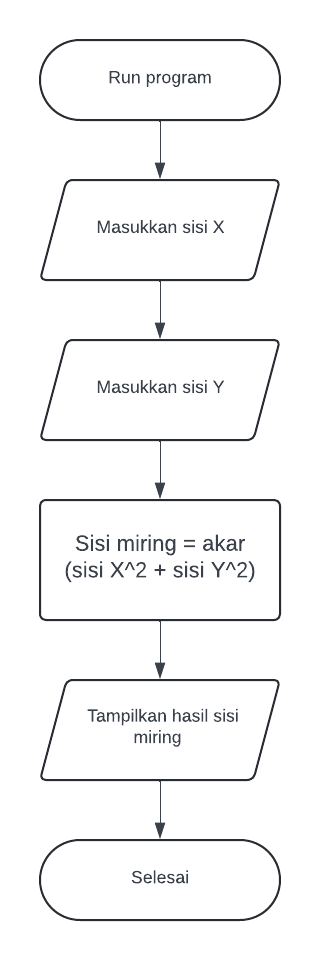 Run program
Masukkan sisi X
Masukkan sisi Y
Sisi miring = akar
(sisi X^2 + sisi Y^2)
Tampilkan hasil sisi
miring
Selesai